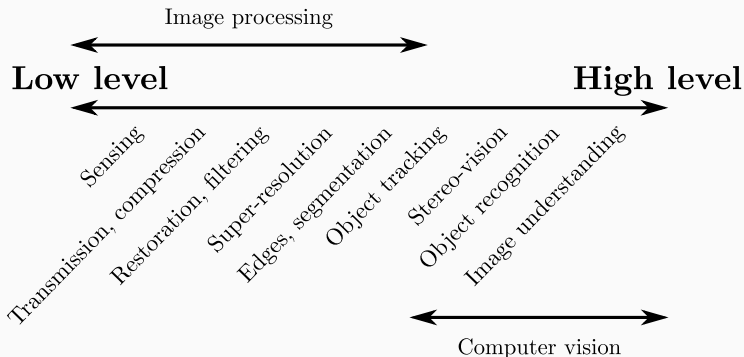 Image processing
Low level
High level
Sensing
Transmission, compression
Restoration, filtering
Super-resolution
Edges, segmentation
Object tracking
Stereo-vision
Object recognition
Image understanding
Computer vision